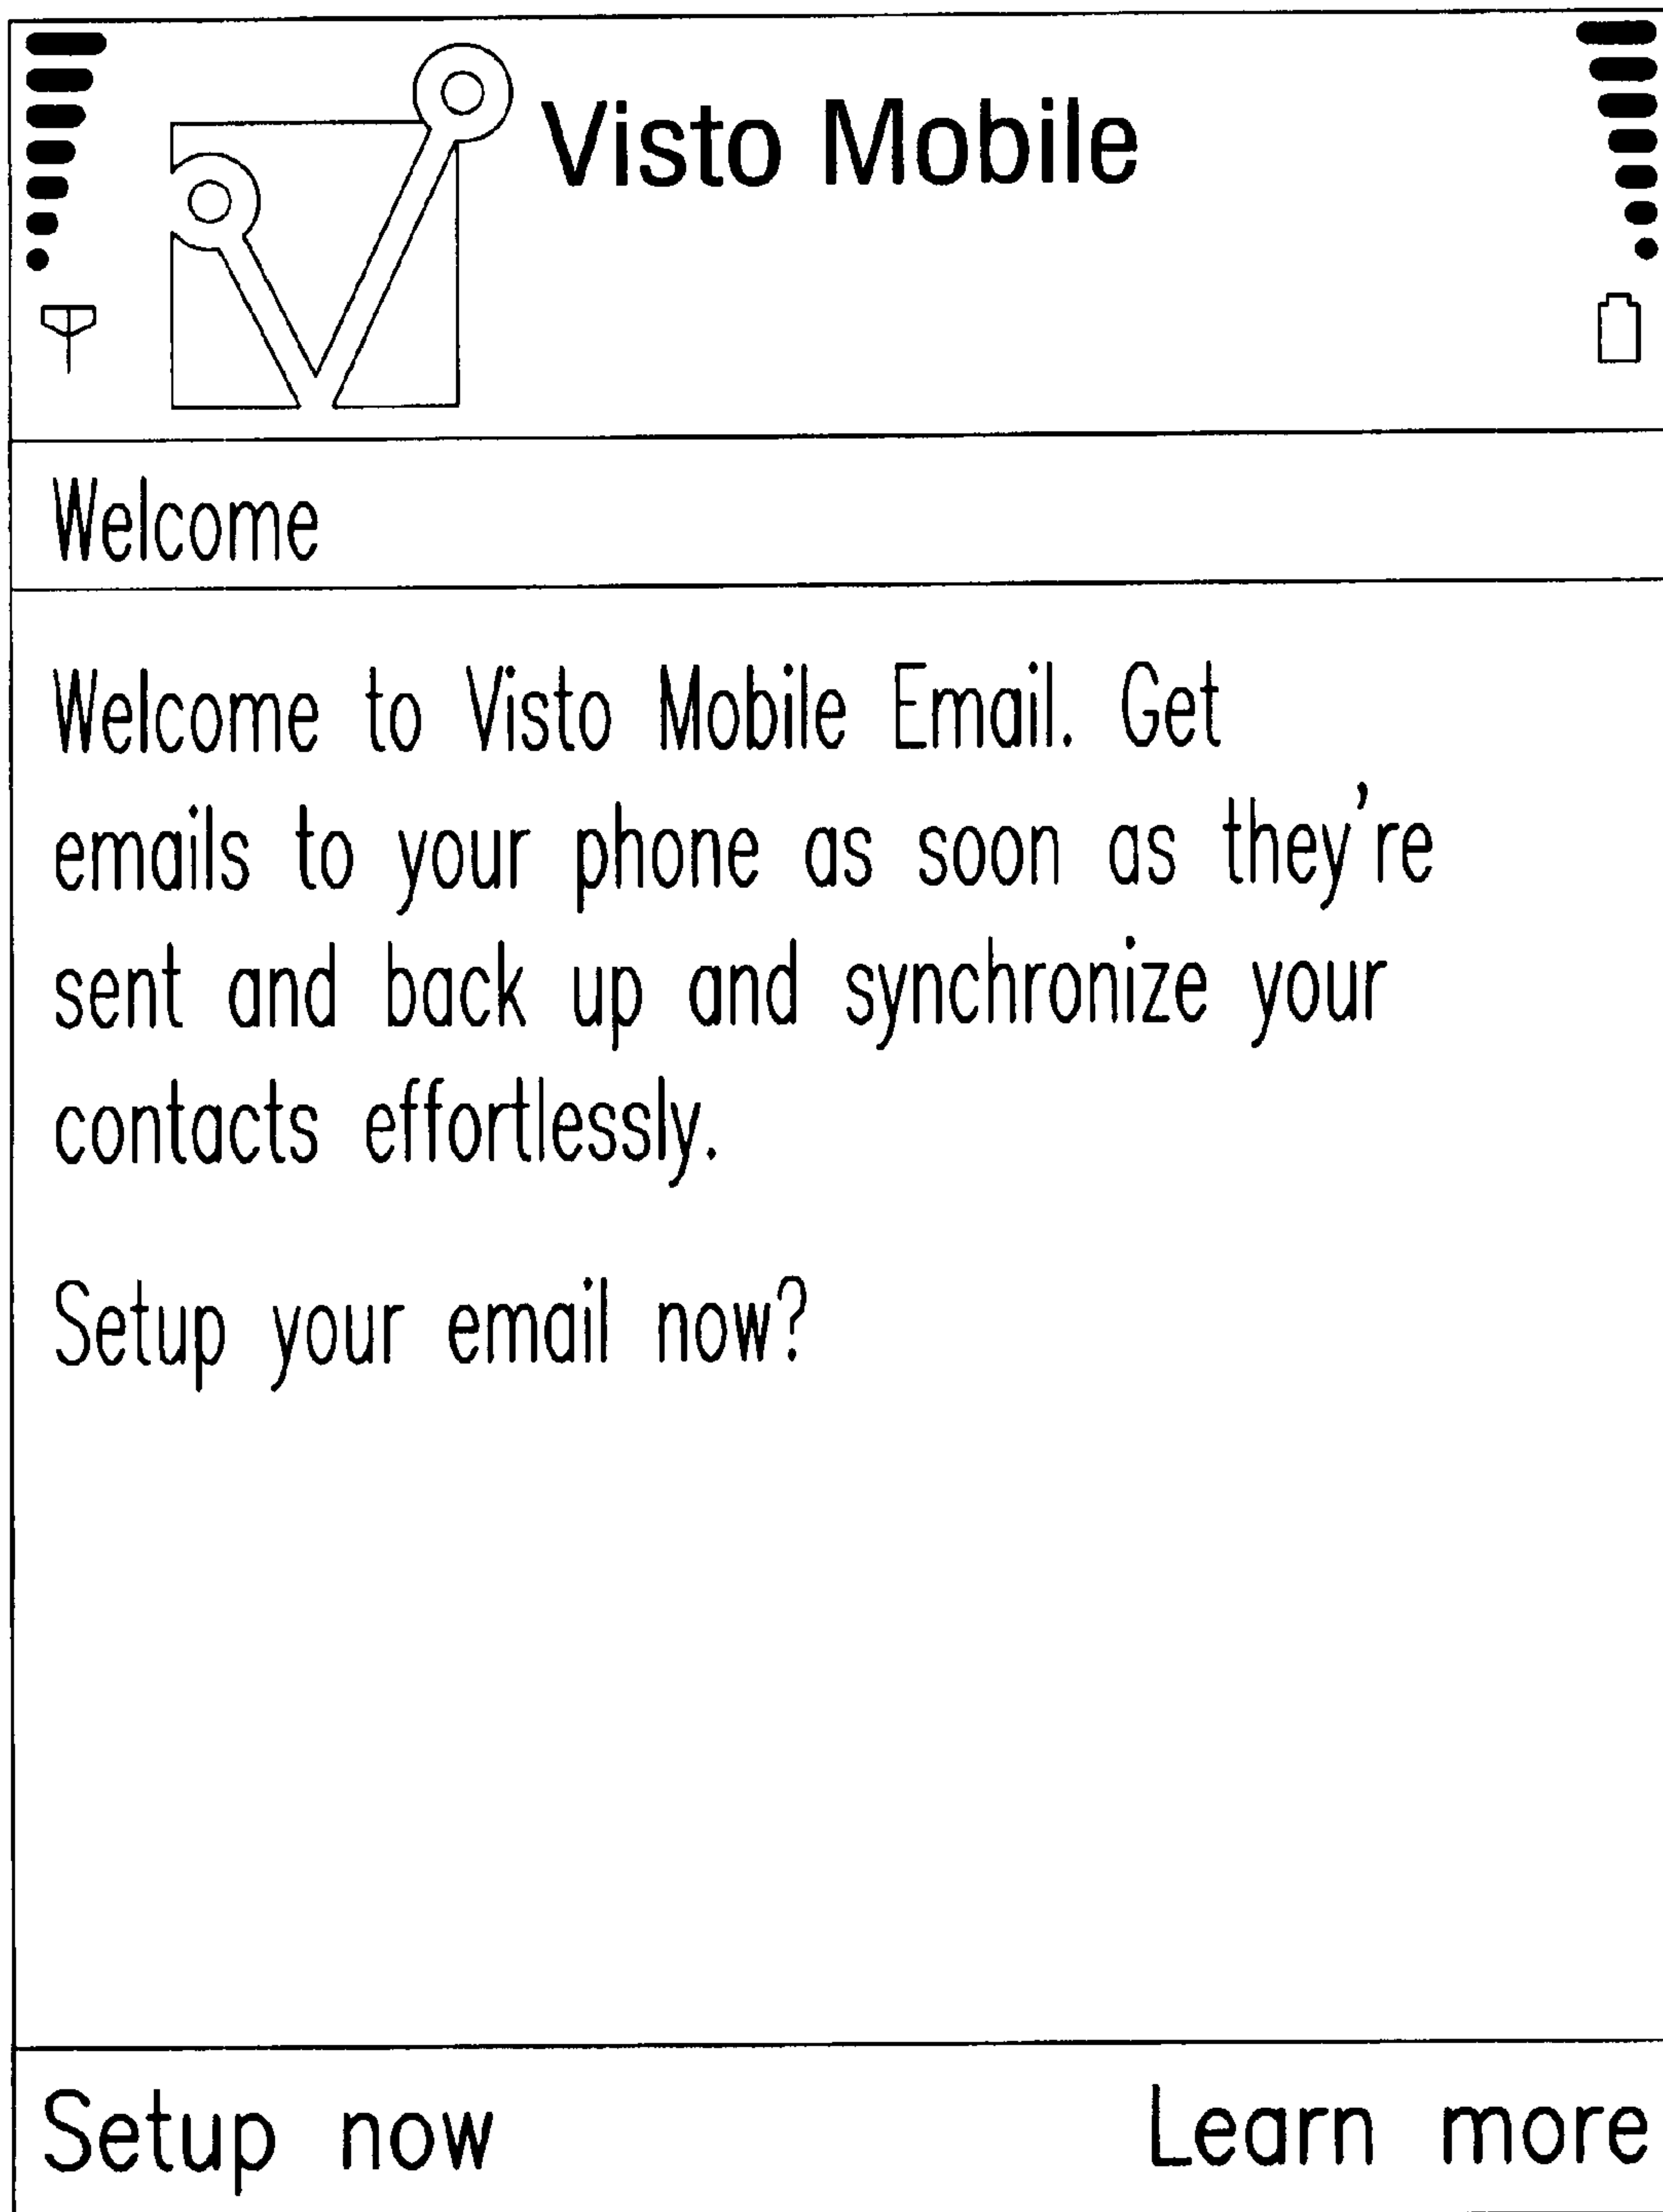 Visto Mobile
Welcome
Welcome to Visto Mobile Email. Get
emails to your phone as soon as they're
sent and back up and synchronize your
contacts effortlessly.
Setup your email now?
Setup now Learn more